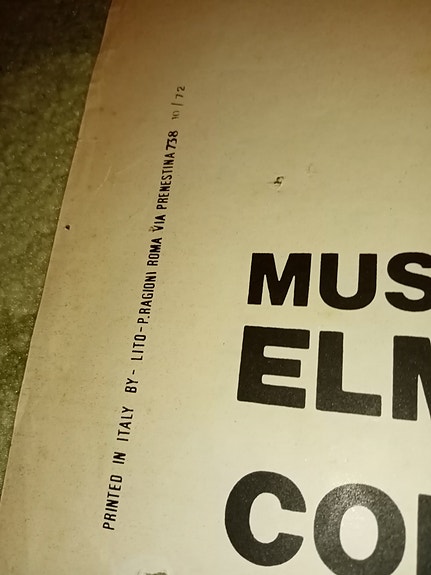 PRINTED IN ITALY BY - LITO - P.RAGIONI ROMA VIA PRENESTINA 738 10/72
MUS
ELM
CO